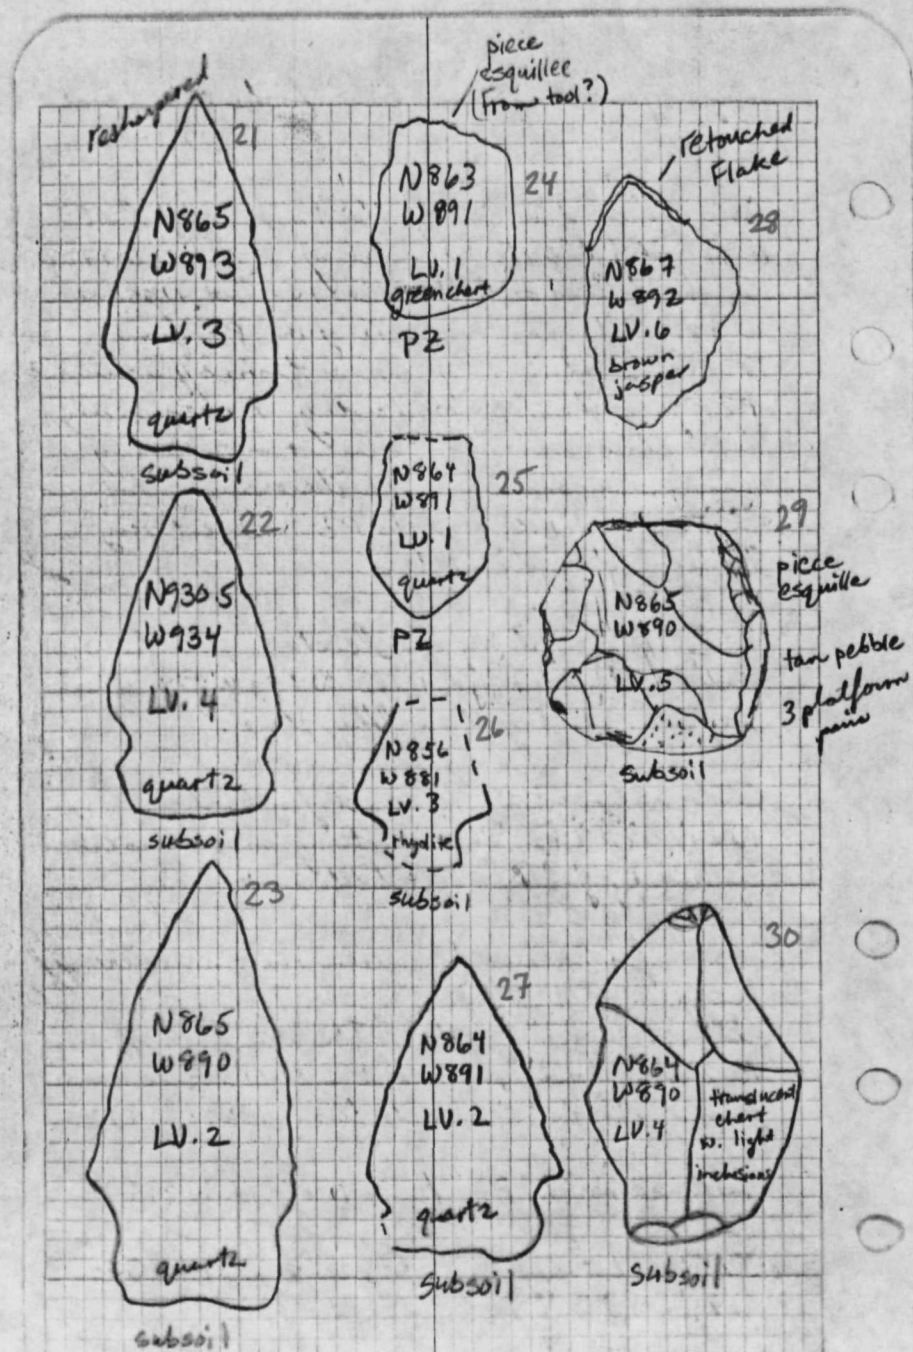 resharpened
21
N865
W893
LV. 3
quartz
subsoil
22
N930.5
W934
LV. 4
quartz
subsoil
23
N865
W890
LV. 2
quartz
subsoil
piece
esquillee
(From tool?)
24
N863
W891
LV. 1
green chert
PZ
25
N864
W891
LV. 1
quartz
PZ
26
N856
W881
LV. 3
rhyolite
subsoil
27
N864
W891
LV. 2
quartz
subsoil
retouched
Flake
28
N867
W892
LV. 6
brown
jasper
29
piece
esquille
N865
W890
LV. 5
tan pebble
3 platform
subsoil
30
N864
W890
LV. 4
translucent
chert
w. light
inclusions
subsoil